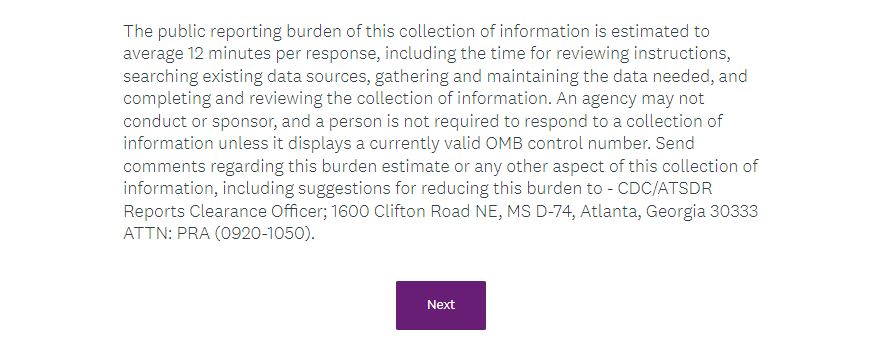 The public reporting burden of this collection of information is estimated to
average 12 minutes per response, including the time for reviewing instructions,
searching existing data sources, gathering and maintaining the data needed, and
completing and reviewing the collection of information. An agency may not
conduct or sponsor, and a person is not required to respond to a collection of
information unless it displays a currently valid OMB control number. Send
comments regarding this burden estimate or any other aspect of this collection of
information, including suggestions for reducing this burden to - CDC/ATSDR
Reports Clearance Officer; 1600 Clifton Road NE, MS D-74, Atlanta, Georgia 30333
ATTN: PRA (0920-1050).
Next